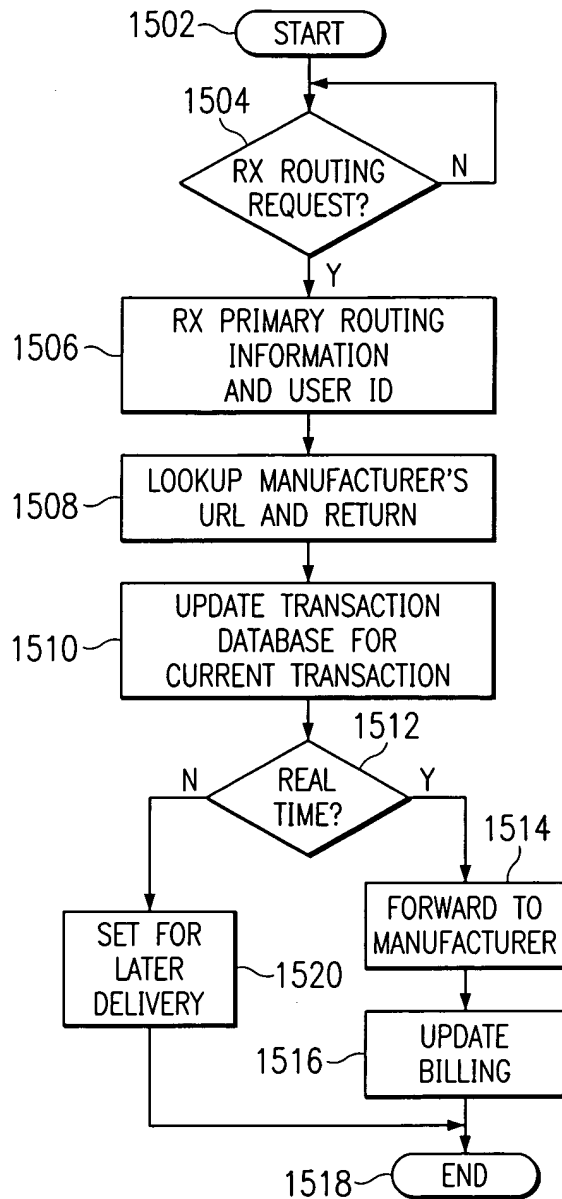 1502
START
1504
RX ROUTING
REQUEST?
N
Y
1506
RX PRIMARY ROUTING
INFORMATION
AND USER ID
1508
LOOKUP MANUFACTURER'S
URL AND RETURN
1510
UPDATE TRANSACTION
DATABASE FOR
CURRENT TRANSACTION
1512
N
REAL
TIME?
Y
1514
FORWARD TO
MANUFACTURER
SET FOR
LATER
DELIVERY
1520
1516
UPDATE
BILLING
1518
END